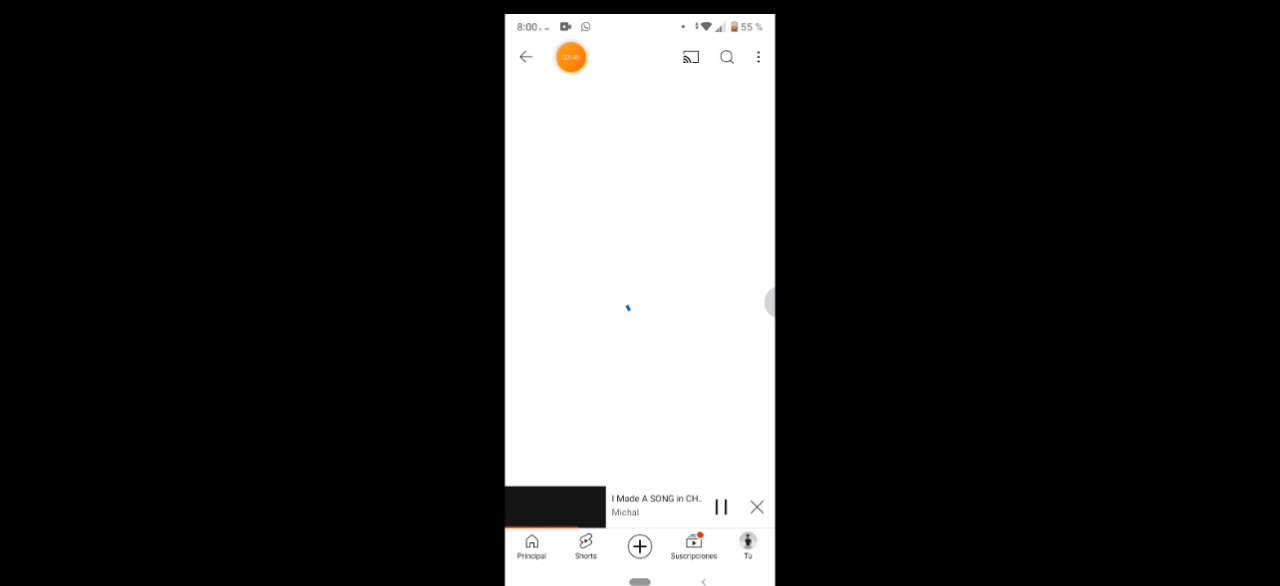 8:00
55 %
I Made A SONG in CH..
Michal
Principal
Shorts
Suscripciones
Tú